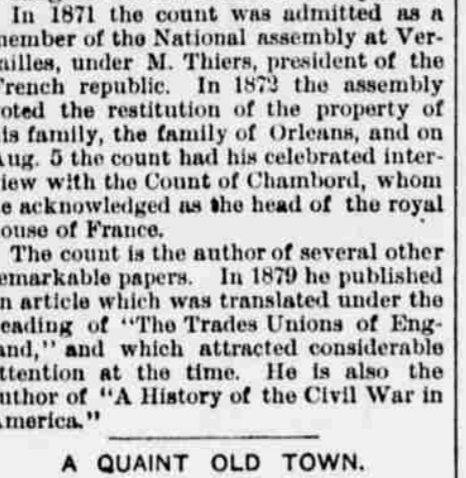 In 1871 the count was admitted as a
member of the National assembly at Ver-
ailles, under M. Thiers, president of the
French republic. In 1872 the assembly
voted the restitution of the property of
his family, the family of Orleans, and on
Aug. 5 the count had his celebrated inter-
view with the Count of Chambord, whom
he acknowledged as the head of the royal
house of France.
The count is the author of several other
remarkable papers. In 1879 he published
an article which was translated under the
heading of "The Trades Unions of Eng-
land," and which attracted considerable
attention at the time. He is also the
author of "A History of the Civil War in
America."
A QUAINT OLD TOWN.